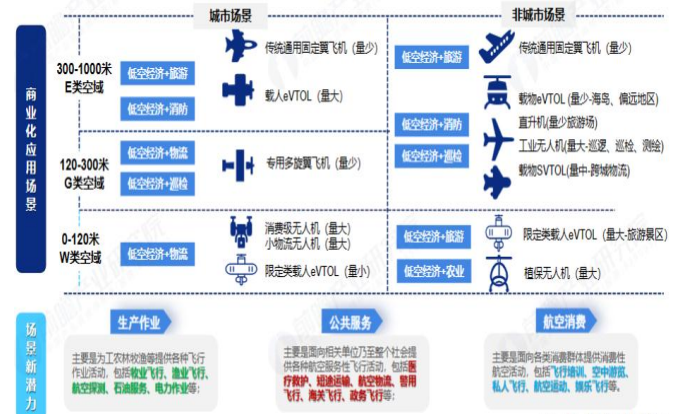 城市场景
非城市场景
商业化应用场景
300-1000米
E类空域
低空经济+旅游
低空经济+消防
传统通用固定翼飞机（量少）
载人eVTOL（量大）
低空经济+旅游
传统通用固定翼飞机（量少）
120-300米
G类空域
低空经济+物流
低空经济+巡检
专用多旋翼飞机（量少）
低空经济+消防
低空经济+巡检
载物eVTOL（量少-海岛、偏远地区）
直升机(量少旅游场)
工业无人机(量大-巡逻、巡检、测绘)
载物SVTOL(量中-跨城物流)
0-120米
W类空域
低空经济+物流
消费级无人机（量大）
小物流无人机（量大）
限定类载人eVTOL（量小）
低空经济+旅游
低空经济+农业
限定类载人eVTOL（量大-旅游景区）
植保无人机（量大）
场景新潜力
生产作业
主要是为工农林牧渔等提供各种飞行
作业活动，包括牧业飞行、渔业飞行、
航空探测、石油服务、电力作业等；
公共服务
主要是面向相关单位乃至整个社会提
供各种航空服务性飞行活动，包括医
疗救护、短途运输、航空物流、警用
飞行、海关飞行、政务飞行等；
航空消费
主要是面向各类消费群体提供消费性
航空活动，包括飞行培训、空中游览、
私人飞行、航空运动、娱乐飞行等。